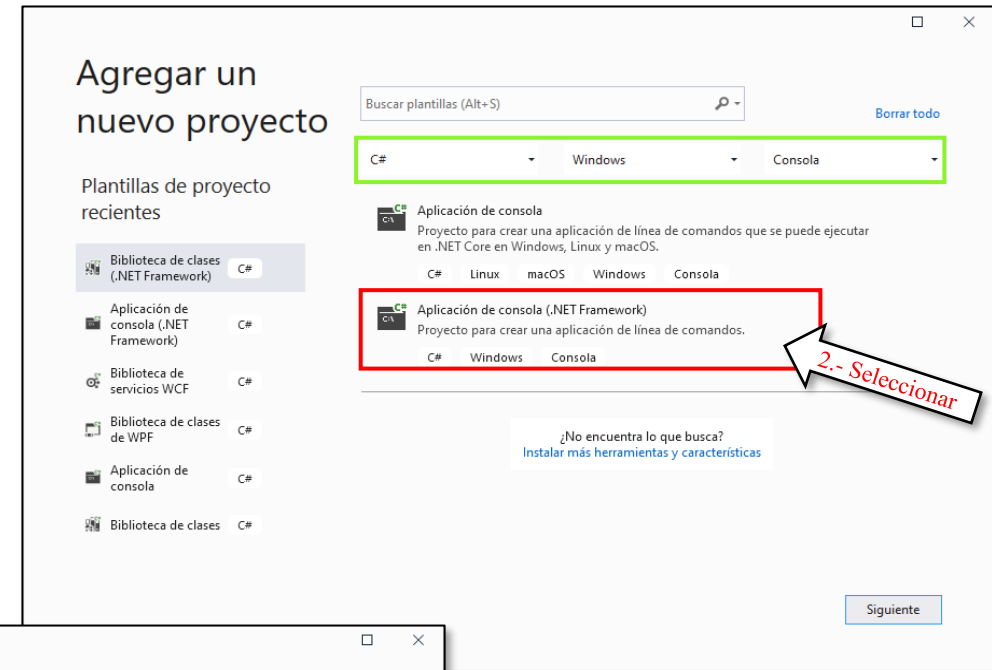 Agregar un
nuevo proyecto
Plantillas de proyecto
recientes
Biblioteca de clases
(.NET Framework)
C#
Aplicación de
consola (.NET
Framework)
C#
Biblioteca de
servicios WCF
C#
Biblioteca de clases
de WPF
C#
Aplicación de
consola
C#
Biblioteca de clases
C#
Buscar plantillas (Alt+S)
Borrar todo
C# Windows Consola
C#
C:\
Aplicación de consola
Proyecto para crear una aplicación de línea de comandos que se puede ejecutar
en .NET Core en Windows, Linux y macOS.
C# Linux macOS Windows Consola
C#
C:\
Aplicación de consola (.NET Framework)
Proyecto para crear una aplicación de línea de comandos.
C# Windows Consola
2.- Seleccionar
¿No encuentra lo que busca?
Instalar más herramientas y características
Siguiente